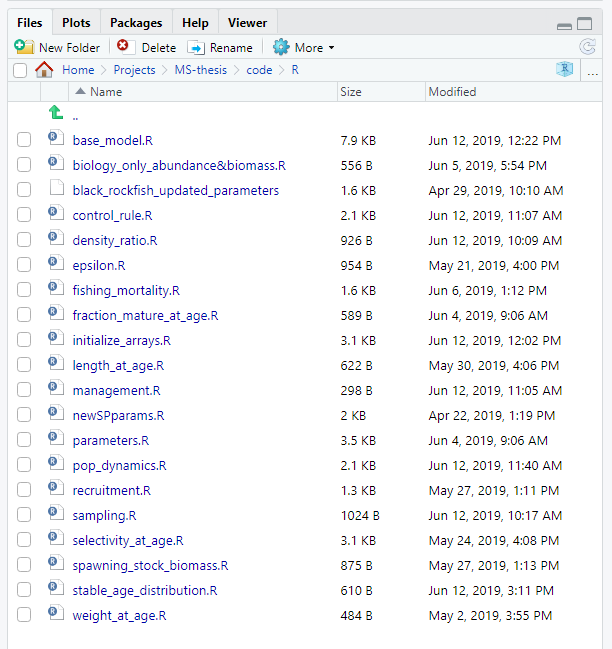 Files Plots Packages Help Viewer
New Folder Delete Rename More
Home Projects MS-thesis code R R ...
Name Size Modified
..
base_model.R 7.9 KB Jun 12, 2019, 12:22 PM
biology_only_abundance&biomass.R 556 B Jun 5, 2019, 5:54 PM
black_rockfish_updated_parameters 1.6 KB Apr 29, 2019, 10:10 AM
control_rule.R 2.1 KB Jun 12, 2019, 11:07 AM
density_ratio.R 926 B Jun 12, 2019, 10:09 AM
epsilon.R 954 B May 21, 2019, 4:00 PM
fishing_mortality.R 1.6 KB Jun 6, 2019, 1:12 PM
fraction_mature_at_age.R 589 B Jun 4, 2019, 9:06 AM
initialize_arrays.R 3.1 KB Jun 12, 2019, 12:02 PM
length_at_age.R 622 B May 30, 2019, 4:06 PM
management.R 298 B Jun 12, 2019, 11:05 AM
newSPparams.R 2 KB Apr 22, 2019, 1:19 PM
parameters.R 3.5 KB Jun 4, 2019, 9:06 AM
pop_dynamics.R 2.1 KB Jun 12, 2019, 11:40 AM
recruitment.R 1.3 KB May 27, 2019, 1:11 PM
sampling.R 1024 B Jun 12, 2019, 10:17 AM
selectivity_at_age.R 3.1 KB May 24, 2019, 4:08 PM
spawning_stock_biomass.R 875 B May 27, 2019, 1:13 PM
stable_age_distribution.R 610 B Jun 12, 2019, 3:11 PM
weight_at_age.R 484 B May 2, 2019, 3:55 PM